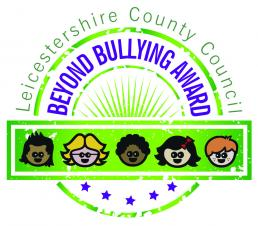 Leicestershire County Council
BEYOND BULLYING AWARD